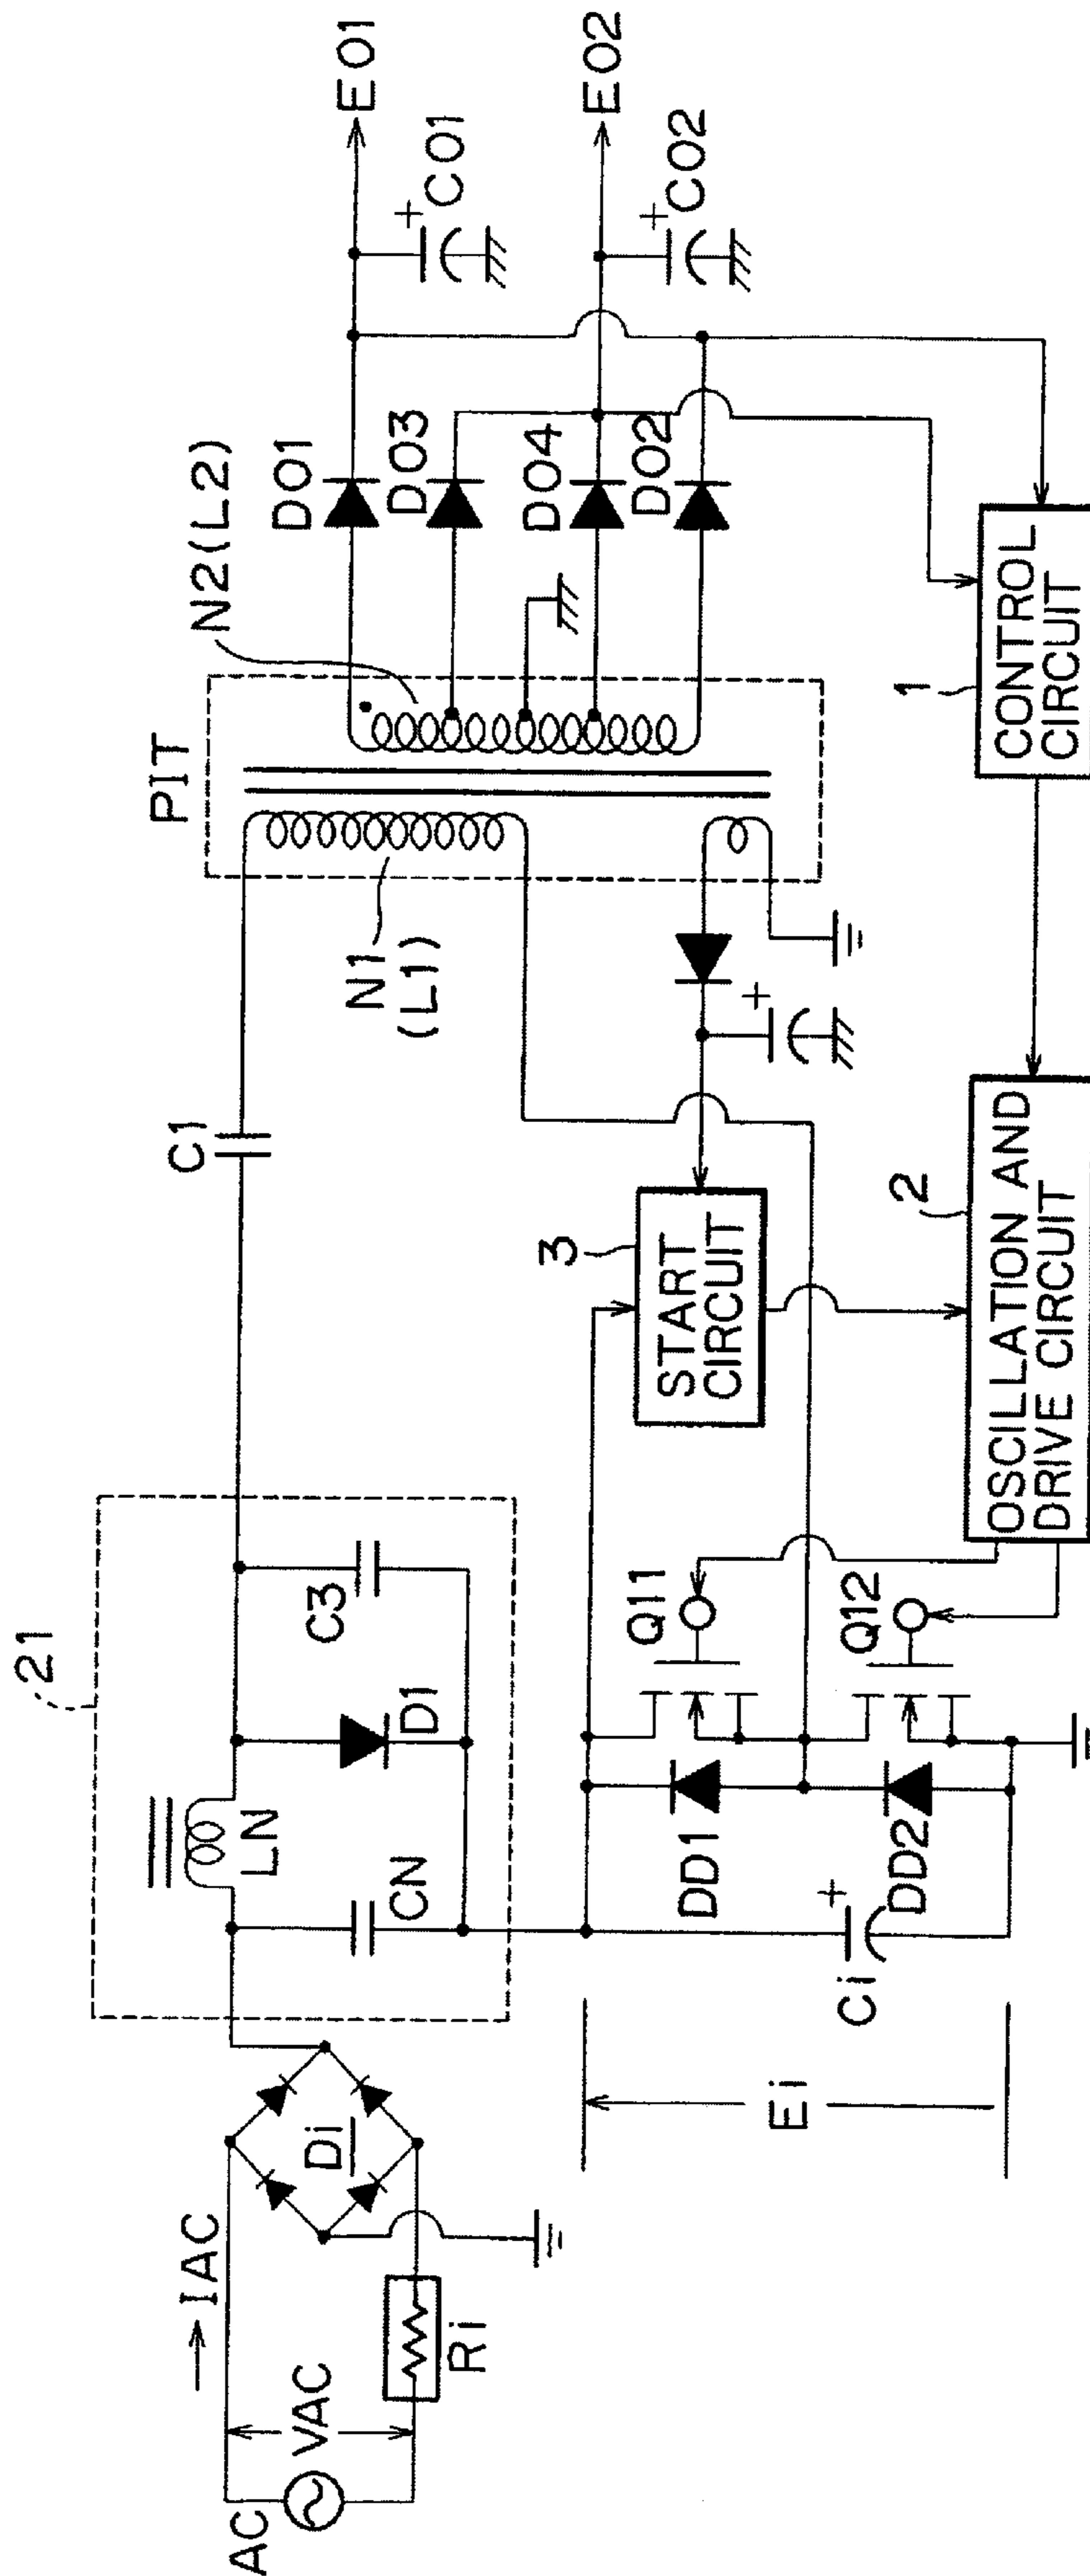 AC
VAC
→ IAC
Ri
Di
21
LN
CN
D1
C3
C1
PIT
N1
(L1)
N2(L2)
D01
D03
D04
D02
+
C01
E01
+
C02
E02
Ei
+
Ci
DD1
DD2
Q11
Q12
3
START
CIRCUIT
+
2
OSCILLATION AND
DRIVE CIRCUIT
1
CONTROL
CIRCUIT